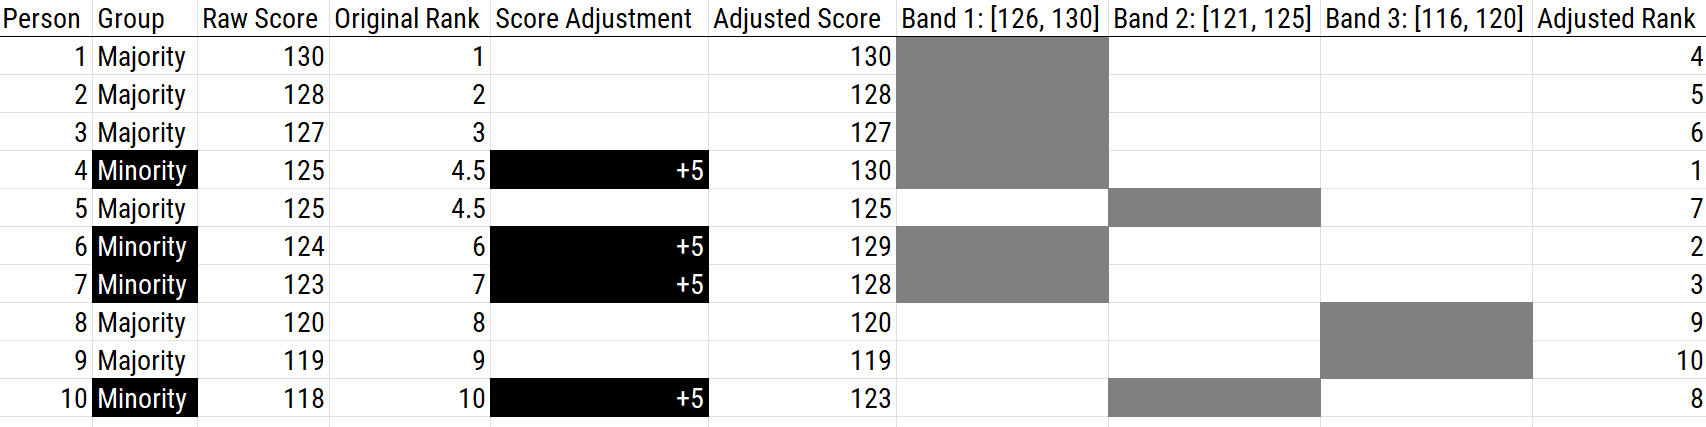 Person Group Raw Score Original Rank Score Adjustment Adjusted Score Band 1: [126, 130] Band 2: [121, 125] Band 3: [116, 120] Adjusted Rank
1 Majority 130 1 130 4
2 Majority 128 2 128 5
3 Majority 127 3 127 6
4 Minority 125 4.5 +5 130 1
5 Majority 125 4.5 125 7
6 Minority 124 6 +5 129 2
7 Minority 123 7 +5 128 3
8 Majority 120 8 120 9
9 Majority 119 9 119 10
10 Minority 118 10 +5 123 8